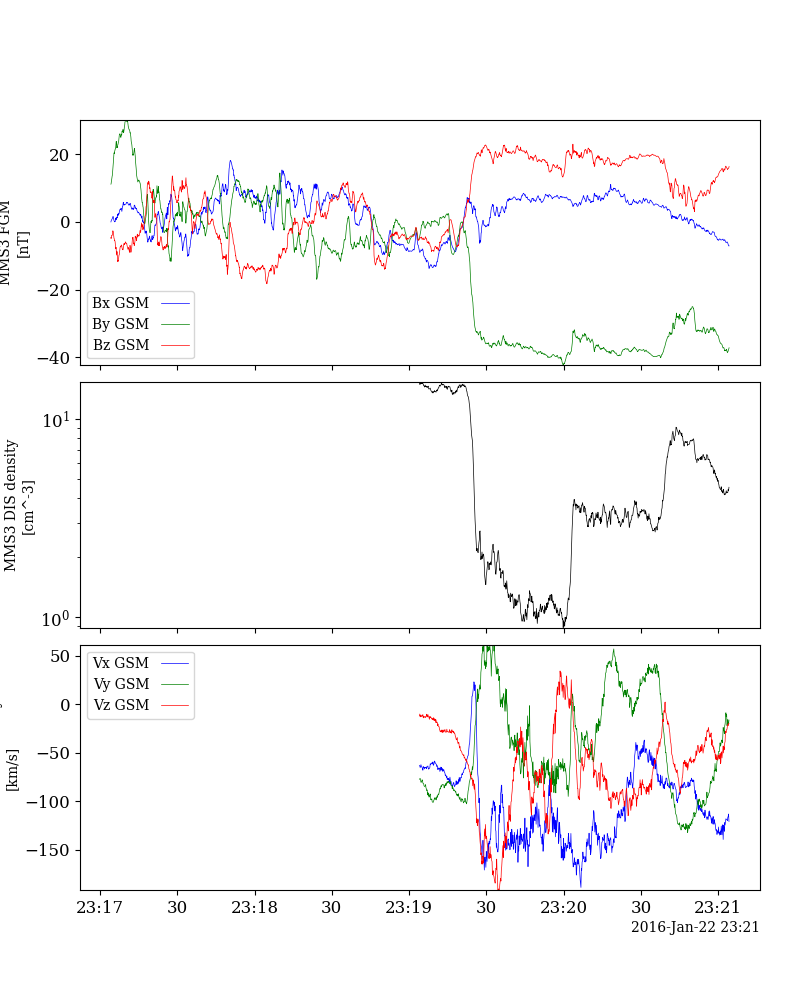 20
0
−20
−40
MMS3 FGM
[nT]
Bx GSM
By GSM
Bz GSM
10^1
10^0
MMS3 DIS density
[cm^-3]
50
0
−50
−100
−150
[km/s]
Vx GSM
Vy GSM
Vz GSM
23:17 30 23:18 30 23:19 30 23:20 30 23:21
2016-Jan-22 23:21